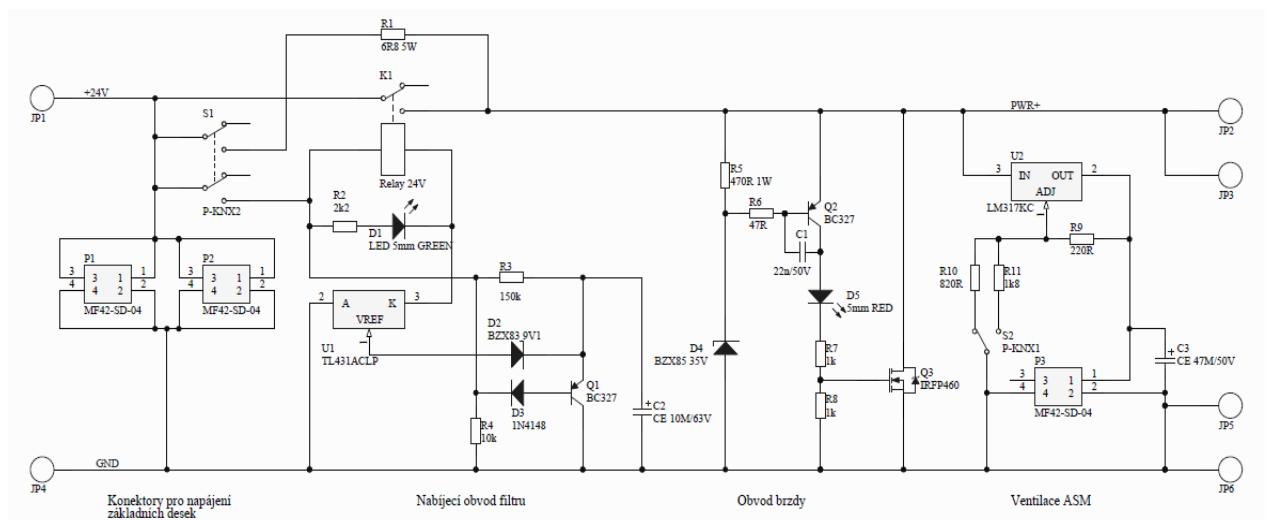 R1
6R8 5W
K1
+24V
JP1
S1
PWR+
JP2
U2
3
IN
OUT
2
ADJ
1
LM317KC
JP3
R5
470R 1W
Relay 24V
R2
2k2
P-KNX2
R6
47R
Q2
BC327
C1
22n/50V
D1
LED 5mm GREEN
R9
220R
P1
3
4
3 1
4 2
1
2
MF42-SD-04
P2
3
4
3 1
4 2
1
2
MF42-SD-04
R3
150k
R10
820R
R11
1k8
2
A
K
3
VREF
1
U1
TL431ACLP
D2
BZX83 9V1
D5
5mm RED
D4
BZX85 35V
R7
1k
S2
P-KNX1
C3
CE 47M/50V
P3
3
4
3 1
4 2
1
2
MF42-SD-04
Q3
IRFP460
Q1
BC327
D3
1N4148
C2
CE 10M/63V
R8
1k
R4
10k
JP5
GND
JP4
JP6
Konektory pro napájení
základních desek
Nabíjecí obvod filtru
Obvod brzdy
Ventilace ASM